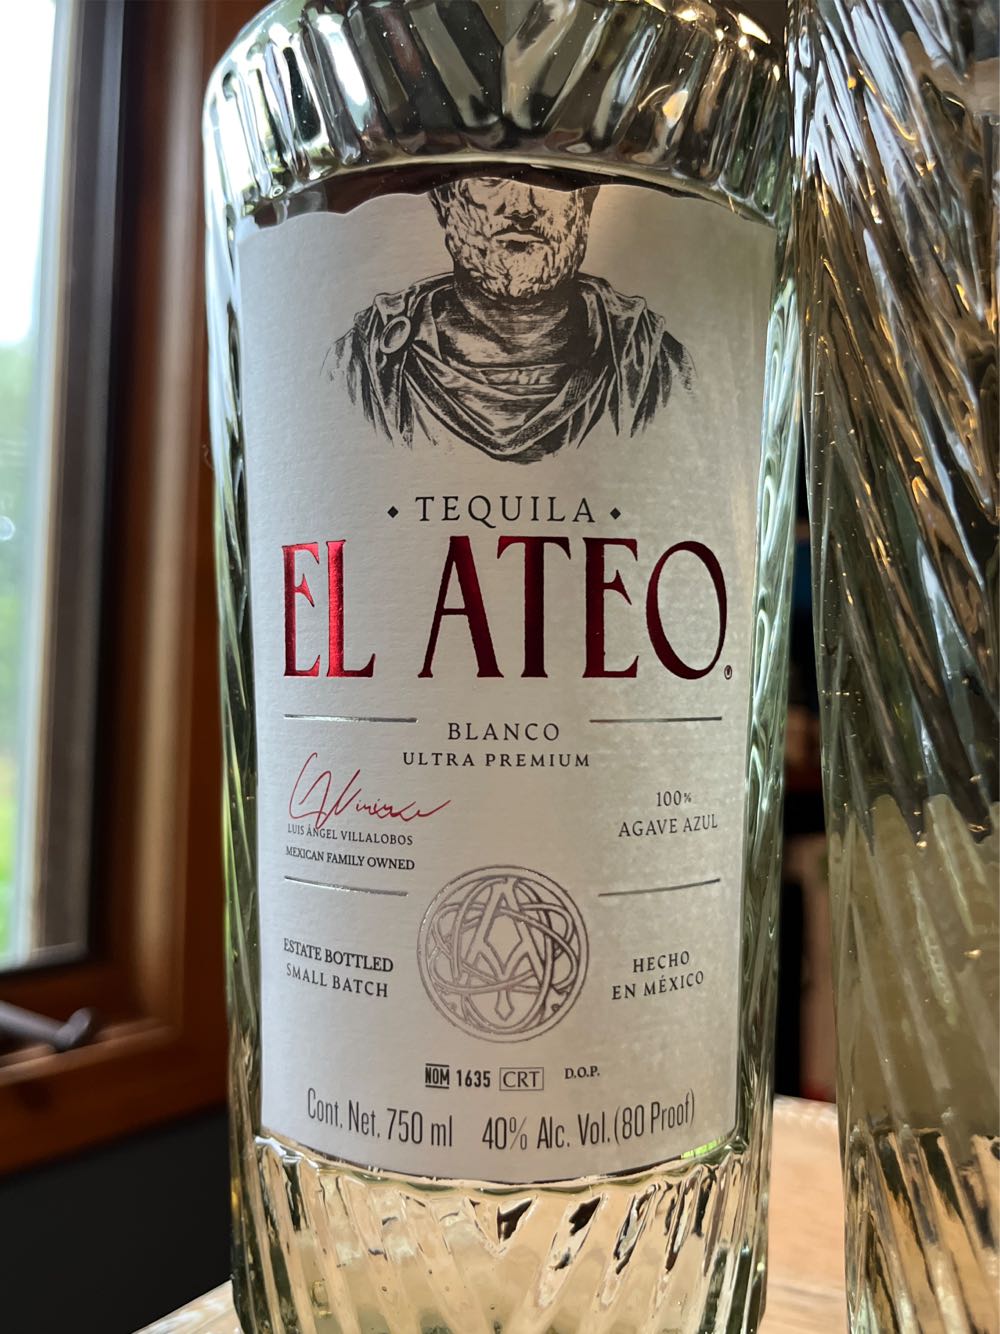 TEQUILA
EL ATEO®
BLANCO
ULTRA PREMIUM
LUIS ÁNGEL VILLALOBOS
MEXICAN FAMILY OWNED
100%
AGAVE AZUL
ESTATE BOTTLED
SMALL BATCH
HECHO
EN MÉXICO
NOM 1635 CRT D.O.P.
Cont. Net. 750 ml 40% Alc. Vol. (80 Proof)